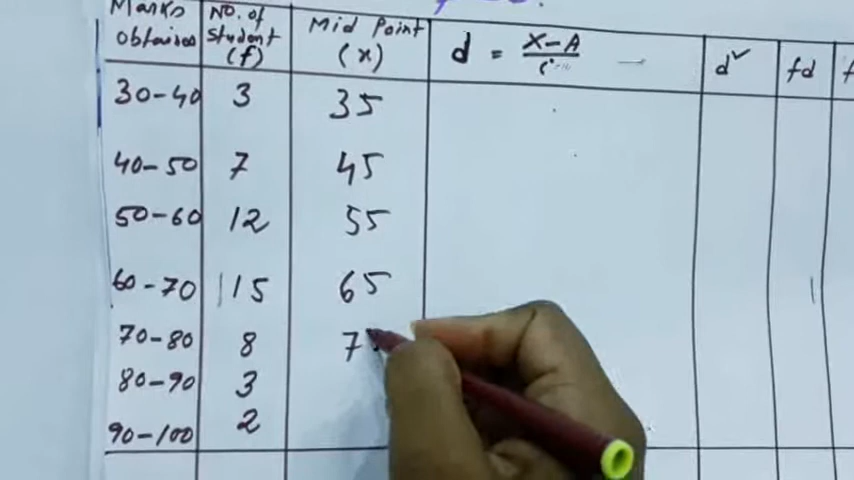 Marks obtained | No. of student (f) | Mid Point (x) | d = X-A / | d² | fd
30-40 | 3 | 35
40-50 | 7 | 45
50-60 | 12 | 55
60-70 | 15 | 65
70-80 | 8 | 7
80-90 | 3
90-100 | 2